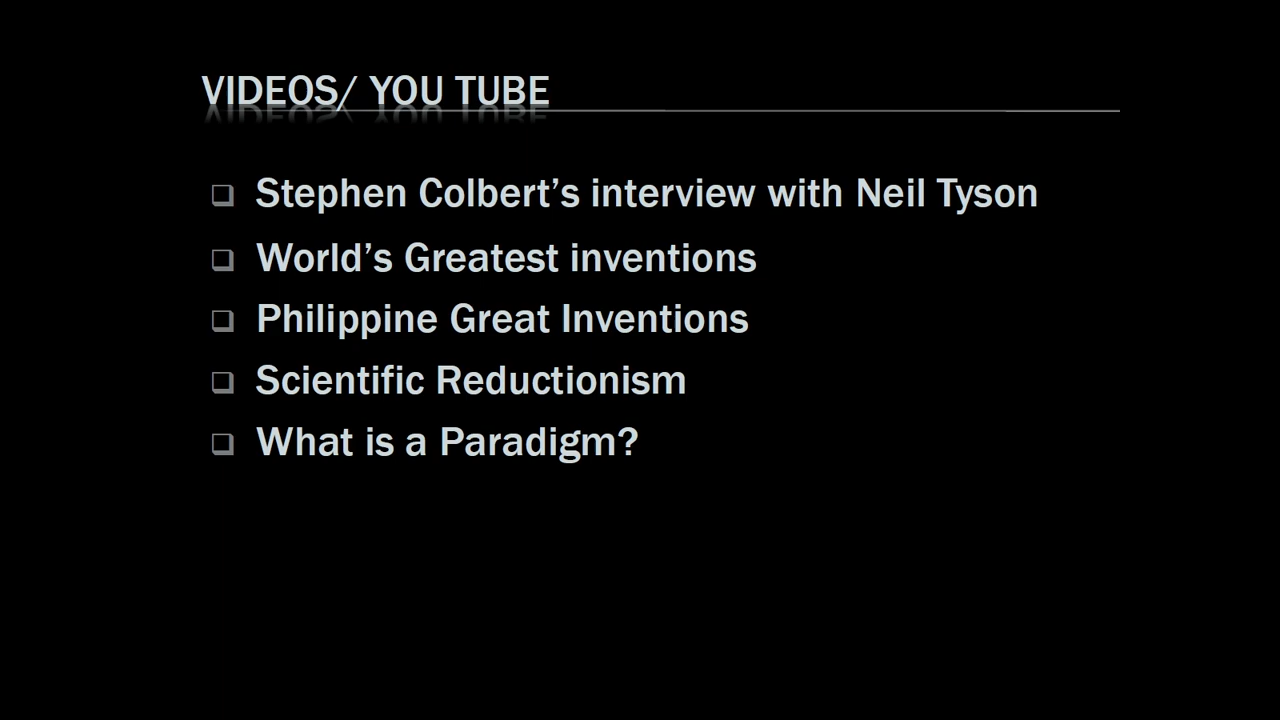 VIDEOS/ YOU TUBE
Stephen Colbert’s interview with Neil Tyson
World’s Greatest inventions
Philippine Great Inventions
Scientific Reductionism
What is a Paradigm?